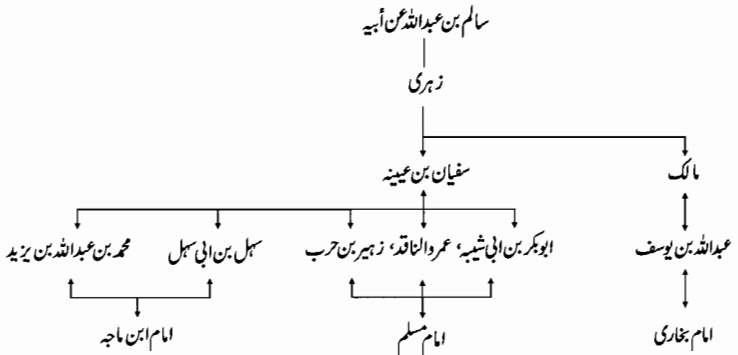 سالم بن عبداللہ عن أبیہ
زہری
مالک سفیان بن عیینہ
عبداللہ بن یوسف ابوبکر بن ابی شیبہ، عمرو الناقد، زہیر بن حرب سہل بن ابی سہل محمد بن عبداللہ بن یزید
امام بخاری امام مسلم امام ابن ماجہ